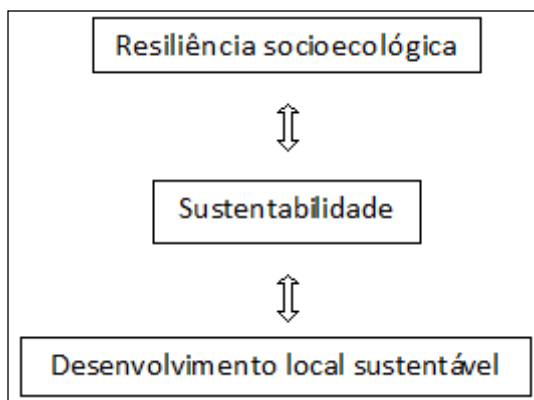 Resiliência socioecológica
Sustentabilidade
Desenvolvimento local sustentável